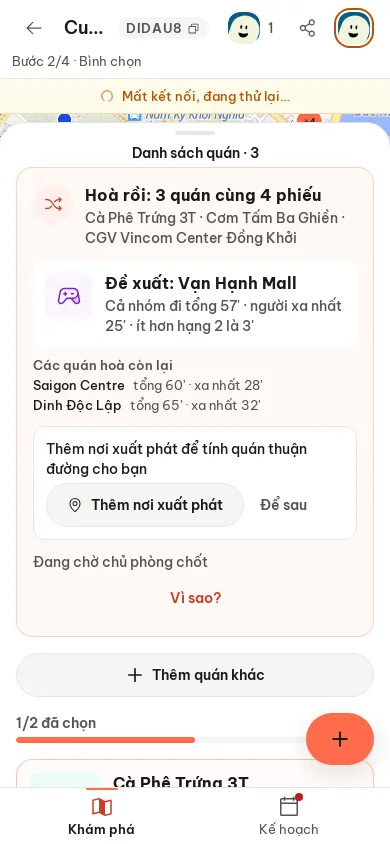 Cu...
DIDAU8
1
Bước 2/4 · Bình chọn
Mất kết nối, đang thử lại...
Nam Kỳ Khởi Nghĩa
Danh sách quán · 3
Hoà rồi: 3 quán cùng 4 phiếu
Cà Phê Trứng 3T · Cơm Tấm Ba Ghiền ·
CGV Vincom Center Đồng Khởi
Đề xuất: Vạn Hạnh Mall
Cả nhóm đi tổng 57' · người xa nhất
25' · ít hơn hạng 2 là 3'
Các quán hoà còn lại
Saigon Centre tổng 60' · xa nhất 28'
Dinh Độc Lập tổng 65' · xa nhất 32'
Thêm nơi xuất phát để tính quán thuận
đường cho bạn
Thêm nơi xuất phát
Để sau
Đang chờ chủ phòng chốt
Vì sao?
Thêm quán khác
1/2 đã chọn
Cà Phê Trứng 3T
Khám phá
Kế hoạch